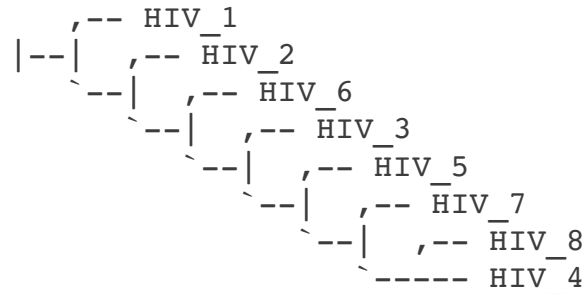 ,-- HIV_1
|--| ,-- HIV_2
`--| ,-- HIV_6
`--| ,-- HIV_3
`--| ,-- HIV_5
`--| ,-- HIV_7
`--| ,-- HIV_8
`----- HIV_4